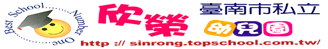 Best School. Number One
欣榮
臺南市私立
幼兒園
http :// sinrong.topschool.com.tw/